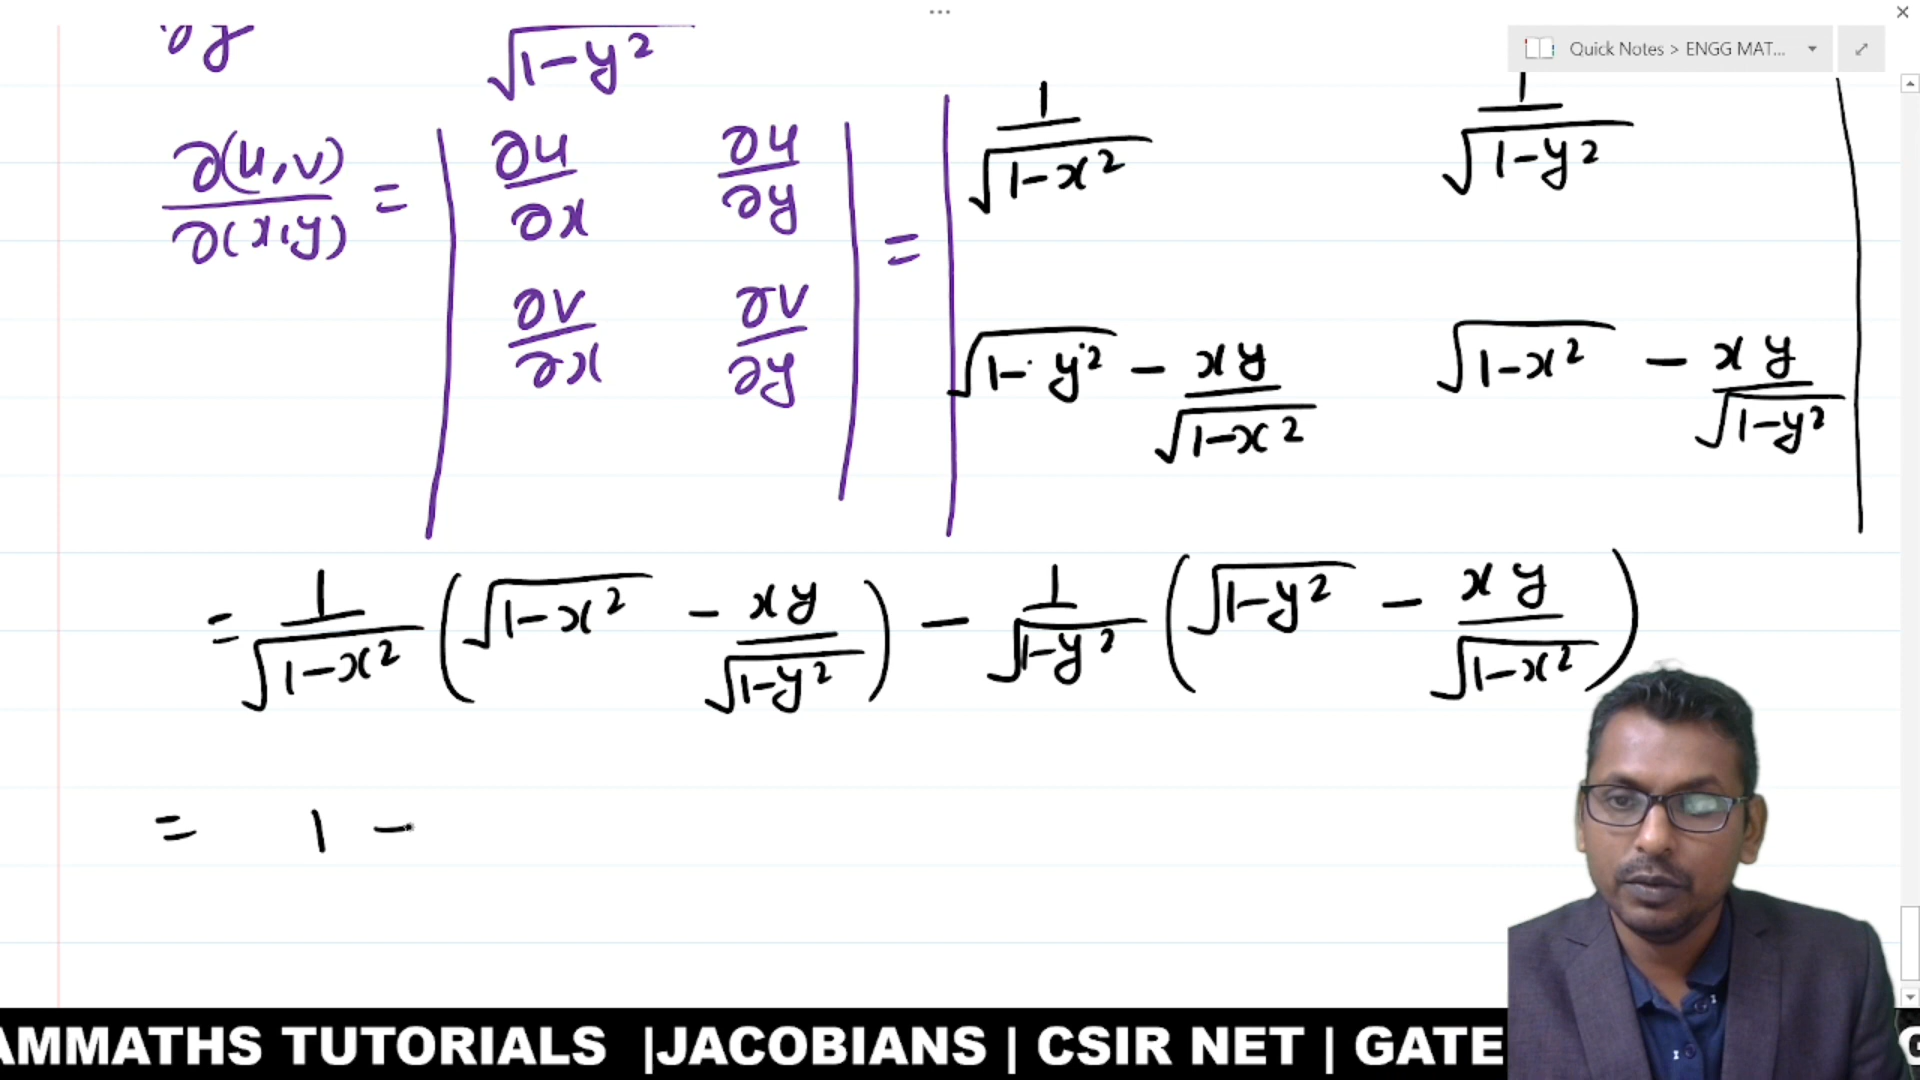 Quick Notes > ENGG MAT...
√1-y²
∂(u,v)/∂(x,y) = | ∂u/∂x ∂u/∂y | = | 1/√1-x² 1/√1-y² |
| ∂v/∂x ∂v/∂y | | √1-y² - xy/√1-x² √1-x² - xy/√1-y² |
= 1/√1-x² (√1-x² - xy/√1-y²) - 1/√1-y² (√1-y² - xy/√1-x²)
= 1 -
AMMATHS TUTORIALS |JACOBIANS | CSIR NET | GATE